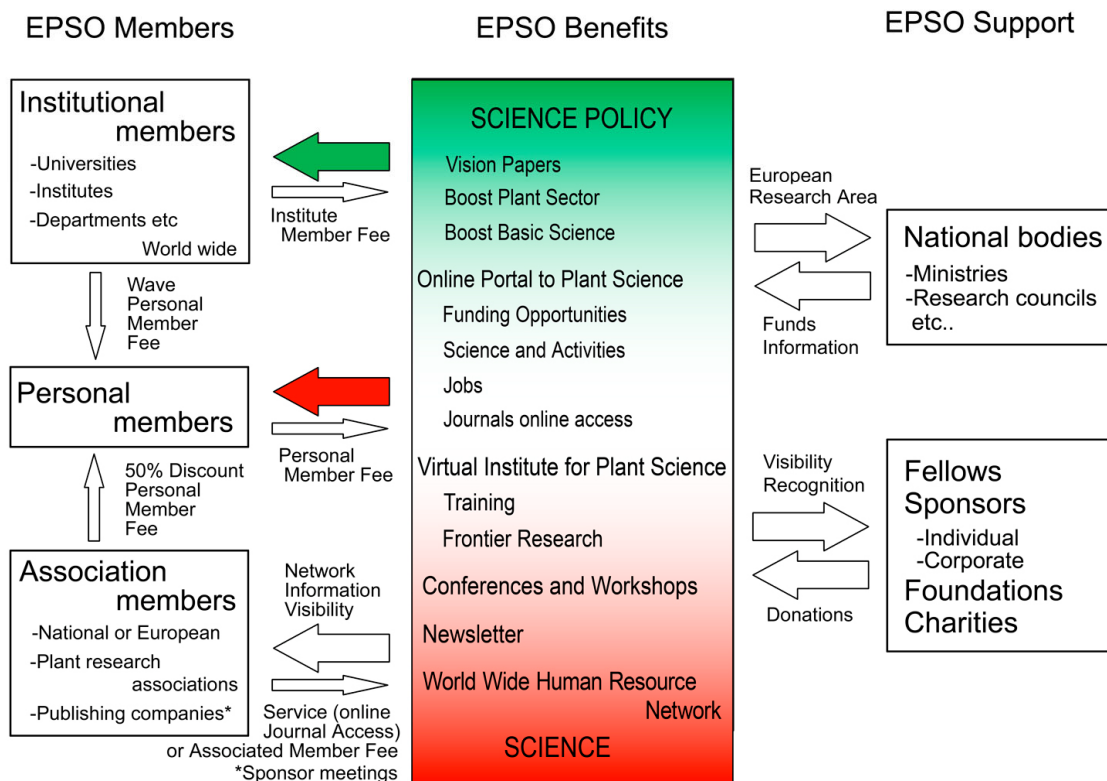 EPSO Members
EPSO Benefits
EPSO Support
Institutional
members
-Universities
-Institutes
-Departments etc
World wide
Institute
Member Fee
Wave
Personal
Member
Fee
Personal
members
Personal
Member Fee
50% Discount
Personal
Member
Fee
Association
members
-National or European
-Plant research
associations
-Publishing companies*
Network
Information
Visibility
Service (online
Journal Access)
or Associated Member Fee
*Sponsor meetings
SCIENCE POLICY
Vision Papers
Boost Plant Sector
Boost Basic Science
Online Portal to Plant Science
Funding Opportunities
Science and Activities
Jobs
Journals online access
Virtual Institute for Plant Science
Training
Frontier Research
Conferences and Workshops
Newsletter
World Wide Human Resource
Network
SCIENCE
European
Research Area
Funds
Information
National bodies
-Ministries
-Research councils
etc..
Visibility
Recognition
Donations
Fellows
Sponsors
-Individual
-Corporate
Foundations
Charities